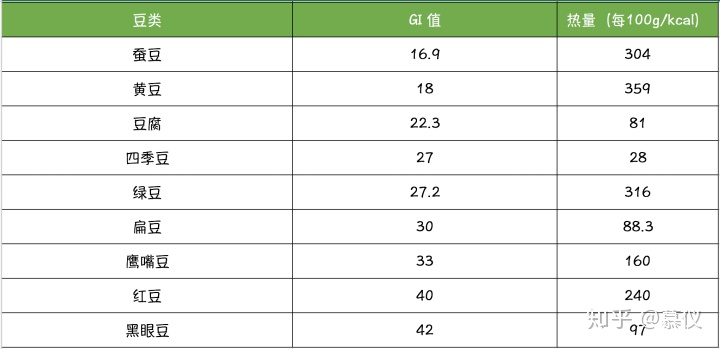 豆类 GI 值 热量（每100g/kcal）
蚕豆 16.9 304
黄豆 18 359
豆腐 22.3 81
四季豆 27 28
绿豆 27.2 316
扁豆 30 88.3
鹰嘴豆 33 160
红豆 40 240
黑眼豆 42 97
知乎 @慕仪